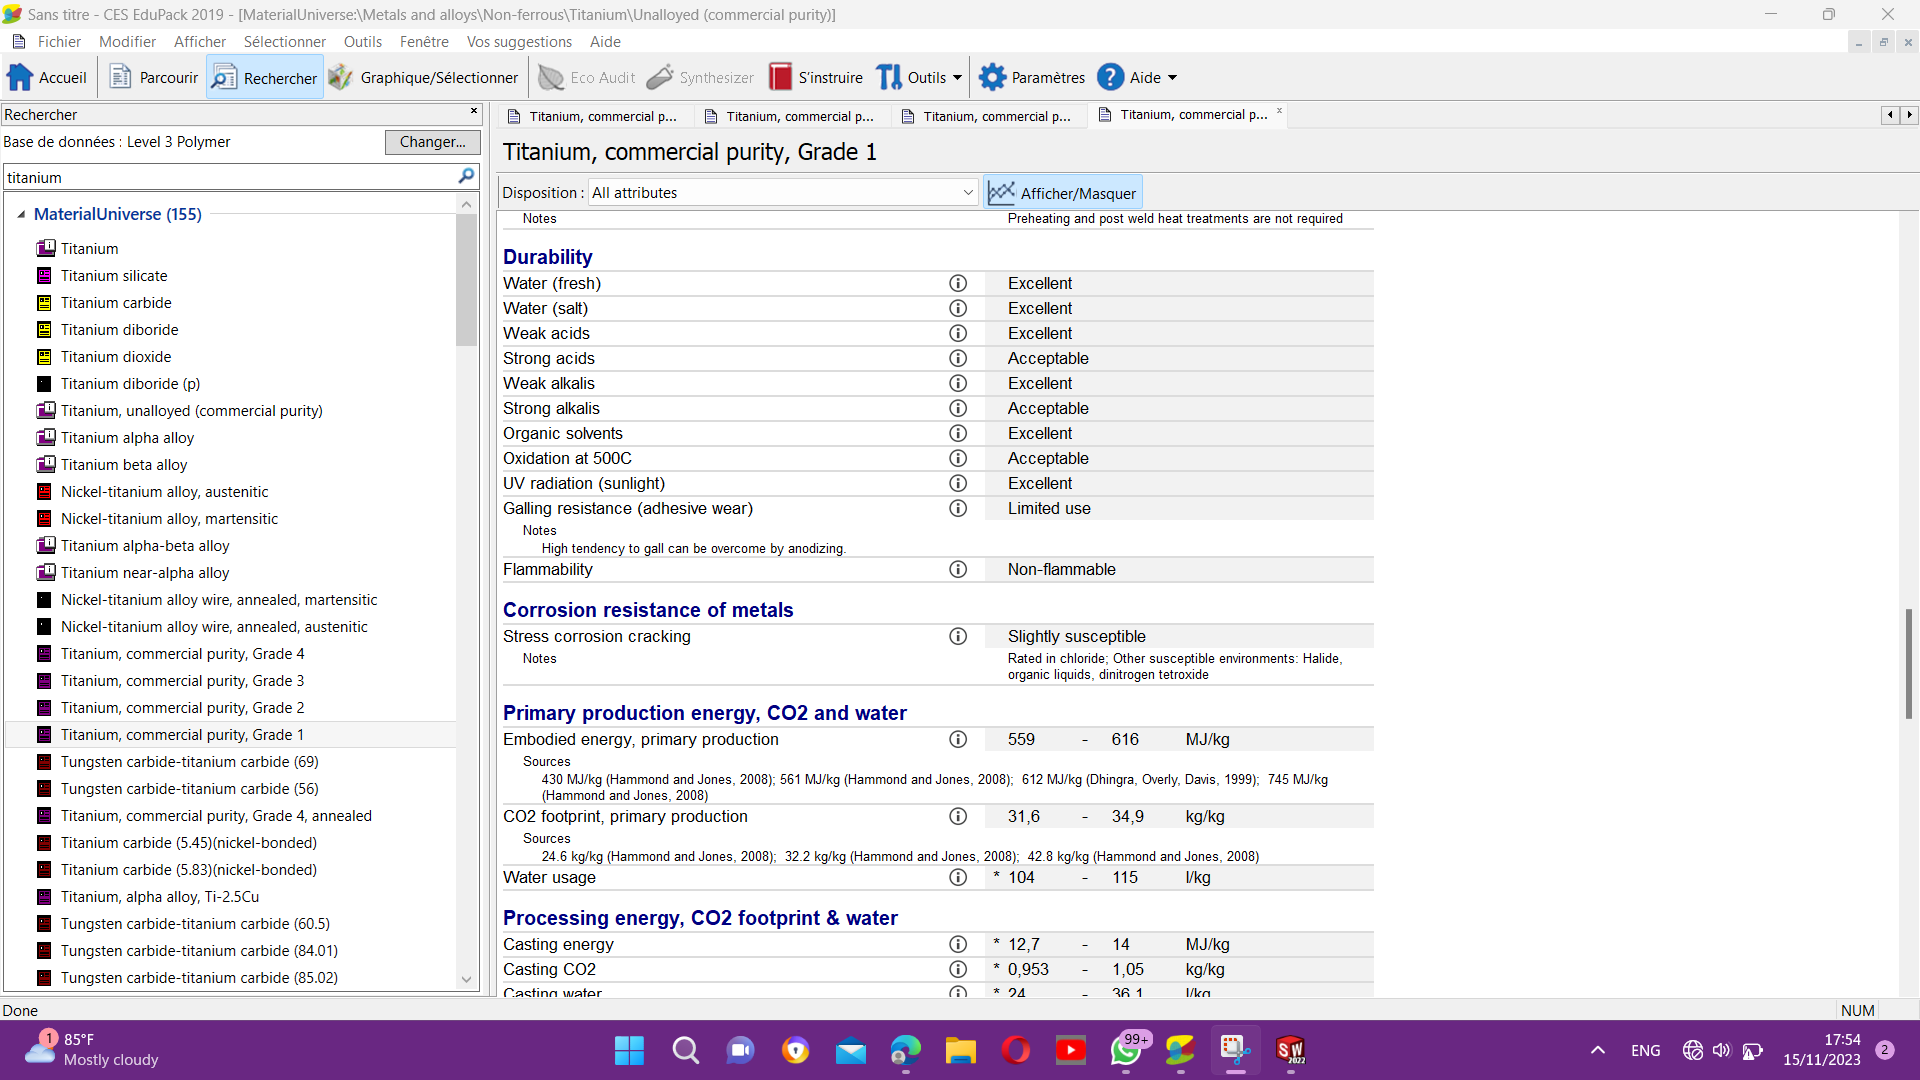 Sans titre - CES EduPack 2019 - [MaterialUniverse:\Metals and alloys\Non-ferrous\Titanium\Unalloyed (commercial purity)]
Fichier Modifier Afficher Sélectionner Outils Fenêtre Vos suggestions Aide
Accueil Parcourir Rechercher Graphique/Sélectionner Eco Audit Synthesizer S'instruire Outils Paramètres Aide
Rechercher
Base de données : Level 3 Polymer Changer...
titanium
MaterialUniverse (155)
Titanium
Titanium silicate
Titanium carbide
Titanium diboride
Titanium dioxide
Titanium diboride (p)
Titanium, unalloyed (commercial purity)
Titanium alpha alloy
Titanium beta alloy
Nickel-titanium alloy, austenitic
Nickel-titanium alloy, martensitic
Titanium alpha-beta alloy
Titanium near-alpha alloy
Nickel-titanium alloy wire, annealed, martensitic
Nickel-titanium alloy wire, annealed, austenitic
Titanium, commercial purity, Grade 4
Titanium, commercial purity, Grade 3
Titanium, commercial purity, Grade 2
Titanium, commercial purity, Grade 1
Tungsten carbide-titanium carbide (69)
Tungsten carbide-titanium carbide (56)
Titanium, commercial purity, Grade 4, annealed
Titanium carbide (5.45)(nickel-bonded)
Titanium carbide (5.83)(nickel-bonded)
Titanium, alpha alloy, Ti-2.5Cu
Tungsten carbide-titanium carbide (60.5)
Tungsten carbide-titanium carbide (84.01)
Tungsten carbide-titanium carbide (85.02)
Titanium, commercial p... Titanium, commercial p... Titanium, commercial p... Titanium, commercial p...
Titanium, commercial purity, Grade 1
Disposition : All attributes Afficher/Masquer
Notes Preheating and post weld heat treatments are not required
Durability
Water (fresh) Excellent
Water (salt) Excellent
Weak acids Excellent
Strong acids Acceptable
Weak alkalis Excellent
Strong alkalis Acceptable
Organic solvents Excellent
Oxidation at 500C Acceptable
UV radiation (sunlight) Excellent
Galling resistance (adhesive wear) Limited use
Notes
High tendency to gall can be overcome by anodizing.
Flammability Non-flammable
Corrosion resistance of metals
Stress corrosion cracking Slightly susceptible
Notes Rated in chloride; Other susceptible environments: Halide,
organic liquids, dinitrogen tetroxide
Primary production energy, CO2 and water
Embodied energy, primary production 559 - 616 MJ/kg
Sources
430 MJ/kg (Hammond and Jones, 2008); 561 MJ/kg (Hammond and Jones, 2008); 612 MJ/kg (Dhingra, Overly, Davis, 1999); 745 MJ/kg
(Hammond and Jones, 2008)
CO2 footprint, primary production 31,6 - 34,9 kg/kg
Sources
24.6 kg/kg (Hammond and Jones, 2008); 32.2 kg/kg (Hammond and Jones, 2008); 42.8 kg/kg (Hammond and Jones, 2008)
Water usage * 104 - 115 l/kg
Processing energy, CO2 footprint & water
Casting energy * 12,7 - 14 MJ/kg
Casting CO2 * 0,953 - 1,05 kg/kg
Casting water * 24 - 36,1 l/kg
Done NUM
1 85°F
Mostly cloudy
99+
SW
2022
ENG
17:54
15/11/2023
2